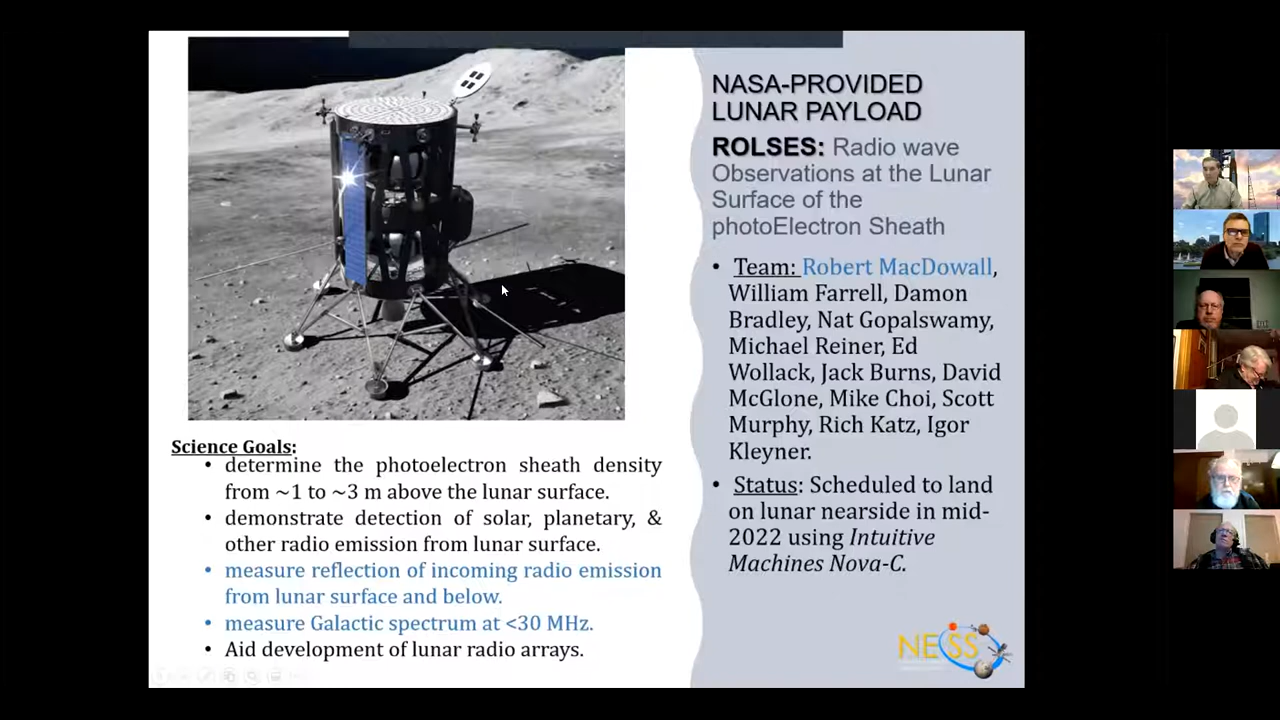 NASA-PROVIDED
LUNAR PAYLOAD
ROLSES: Radio wave
Observations at the Lunar
Surface of the
photoElectron Sheath
• Team: Robert MacDowall,
William Farrell, Damon
Bradley, Nat Gopalswamy,
Michael Reiner, Ed
Wollack, Jack Burns, David
McGlone, Mike Choi, Scott
Murphy, Rich Katz, Igor
Kleyner.
• Status: Scheduled to land
on lunar nearside in mid-
2022 using Intuitive
Machines Nova-C.
Science Goals:
• determine the photoelectron sheath density
from ~1 to ~3 m above the lunar surface.
• demonstrate detection of solar, planetary, &
other radio emission from lunar surface.
• measure reflection of incoming radio emission
from lunar surface and below.
• measure Galactic spectrum at <30 MHz.
• Aid development of lunar radio arrays.
NESS